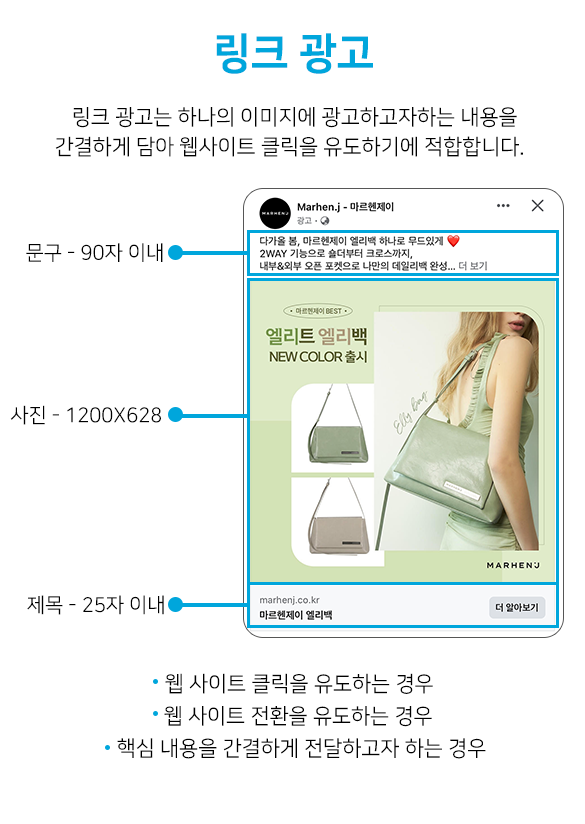 링크 광고
링크 광고는 하나의 이미지에 광고하고자하는 내용을
간결하게 담아 웹사이트 클릭을 유도하기에 적합합니다.
MARHEN.J
Marhen.j - 마르헨제이
광고 ·
문구 - 90자 이내
다가올 봄, 마르헨제이 엘리백 하나로 무드있게 ❤️
2WAY 기능으로 숄더부터 크로스까지,
내부&외부 오픈 포켓으로 나만의 데일리백 완성... 더 보기
• 마르헨제이 BEST •
엘리트 엘리백
NEW COLOR 출시
사진 - 1200X628
Elly bag
MARHEN.J
제목 - 25자 이내
marhenj.co.kr
마르헨제이 엘리백
더 알아보기
• 웹 사이트 클릭을 유도하는 경우
• 웹 사이트 전환을 유도하는 경우
• 핵심 내용을 간결하게 전달하고자 하는 경우